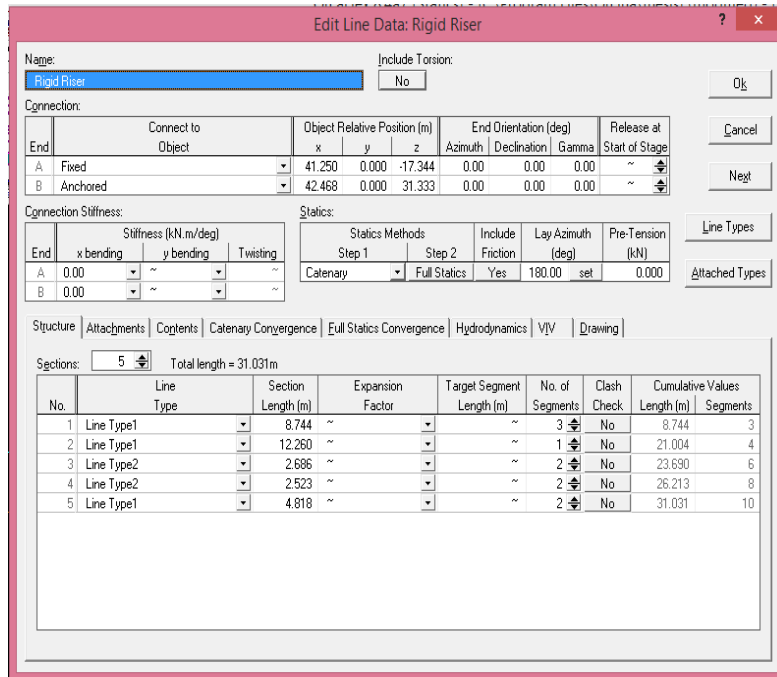 Edit Line Data: Rigid Riser ? x
Name: Include Torsion:
Rigid Riser No
Ok
Connection:
Connect to Object Relative Position (m) End Orientation (deg) Release at
End Object x y z Azimuth Declination Gamma Start of Stage
A Fixed 41.250 0.000 -17.344 0.00 0.00 0.00 ~
B Anchored 42.468 0.000 31.333 0.00 0.00 0.00 ~
Cancel
Next
Connection Stiffness: Statics:
Stiffness (kN.m/deg) Statics Methods Include Lay Azimuth Pre-Tension
End x bending y bending Twisting Step 1 Step 2 Friction (deg) (kN)
A 0.00 ~ ~ Catenary Full Statics Yes 180.00 set 0.000
B 0.00 ~ ~
Line Types
Attached Types
Structure Attachments Contents Catenary Convergence Full Statics Convergence Hydrodynamics VIV Drawing
Sections: 5 Total length = 31.031m
Line Section Expansion Target Segment No. of Clash Cumulative Values
No. Type Length (m) Factor Length (m) Segments Check Length (m) Segments
1 Line Type1 8.744 ~ ~ 3 No 8.744 3
2 Line Type1 12.260 ~ ~ 1 No 21.004 4
3 Line Type2 2.686 ~ ~ 2 No 23.690 6
4 Line Type2 2.523 ~ ~ 2 No 26.213 8
5 Line Type1 4.818 ~ ~ 2 No 31.031 10